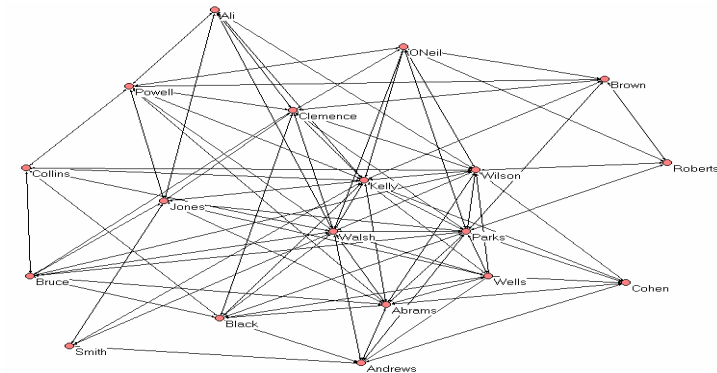 Ali
ONeil
Brown
Powell
Clemence
Roberts
Collins
Wilson
Kelly
Jones
Walsh
Parks
Bruce
Wells
Cohen
Abrams
Black
Smith
Andrews